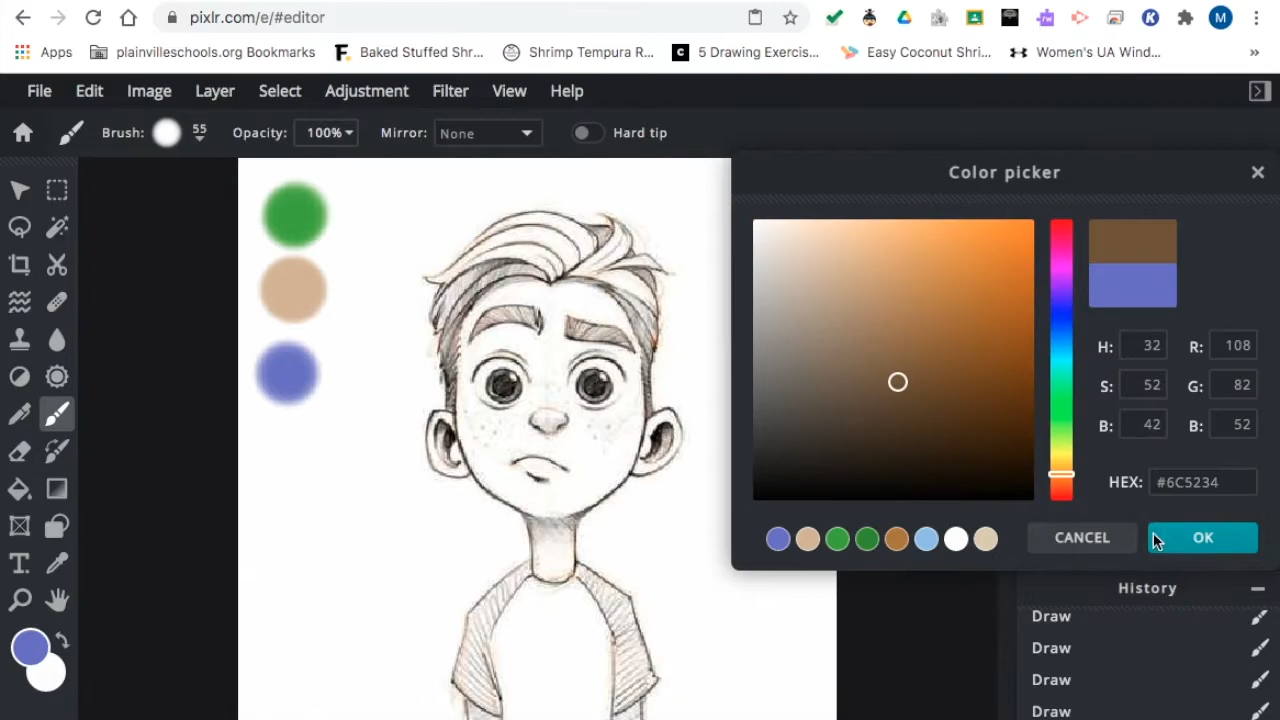 pixlr.com/e/#editor
M
Apps plainvilleschools.org Bookmarks F. Baked Stuffed Shr... Shrimp Tempura R... c 5 Drawing Exercis... Easy Coconut Shri... Women's UA Wind... »
File Edit Image Layer Select Adjustment Filter View Help
Brush: 55 Opacity: 100% Mirror: None Hard tip
Color picker
H: 32 R: 108
S: 52 G: 82
B: 42 B: 52
HEX: #6C5234
CANCEL OK
History
Draw
Draw
Draw
Draw